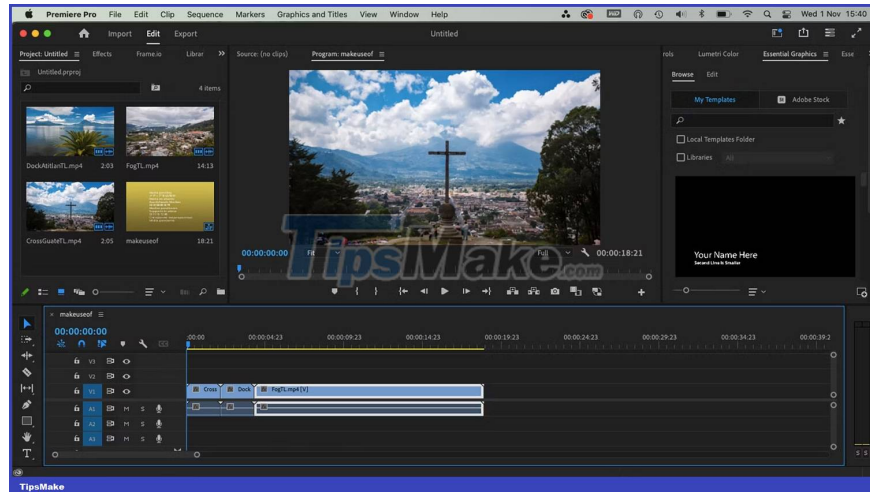 Premiere Pro File Edit Clip Sequence Markers Graphics and Titles View Window Help Wed 1 Nov 15:40
Import Edit Export Untitled
Project: Untitled Effects Frame.io Librar Source: (no clips) Program: makeuseof rols Lumetri Color Essential Graphics Esse
Untitled.prproj Browse Edit
4 items My Templates Adobe Stock
Local Templates Folder
Libraries All
DockAtitlanTL.mp4 2:03 FogTL.mp4 14:13
CrossGuateTL.mp4 2:05 makeuseof 18:21
00:00:00:00 Fit Full 00:00:18:21
TipsMake.com
Your Name Here
Second Line Is Smaller
makeuseof
00:00:00:00
:00:00 00:00:04:23 00:00:09:23 00:00:14:23 00:00:19:23 00:00:24:23 00:00:29:23 00:00:34:23 00:00:39:2
V3
V2
V1 Cross Dock FogTL.mp4 [V]
A1 M S
A2 M S
A3 M S
S S
TipsMake